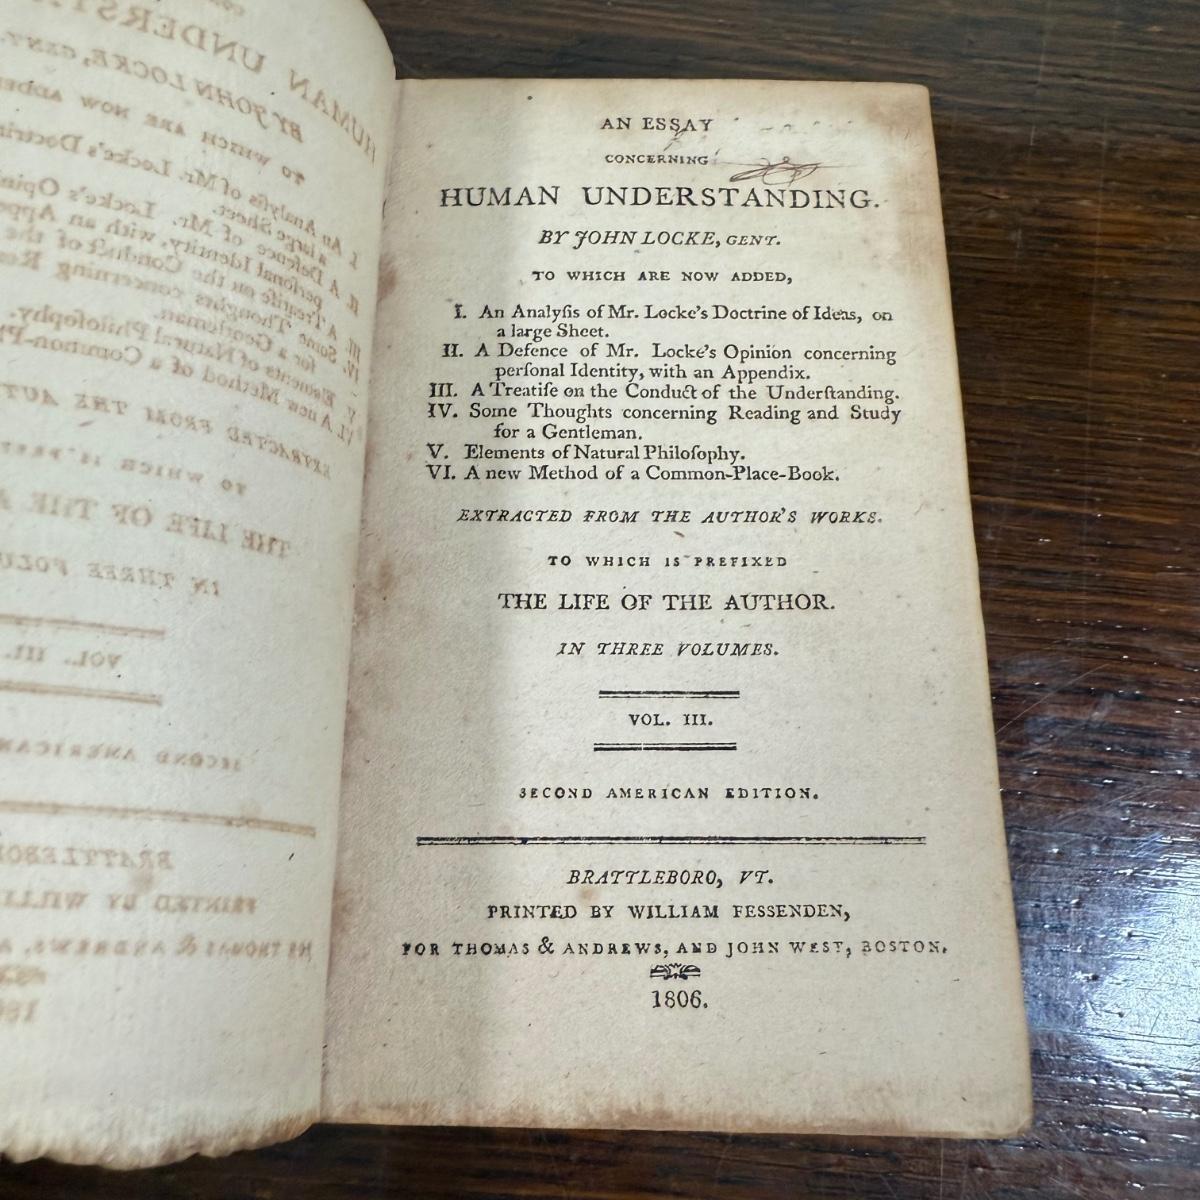 AN ESSAY
CONCERNING
HUMAN UNDERSTANDING.
BY JOHN LOCKE, GENT.
TO WHICH ARE NOW ADDED,
I. An Analyſis of Mr. Locke's Doctrine of Ideas, on
a large Sheet.
II. A Defence of Mr. Locke's Opinion concerning
perſonal Identity, with an Appendix.
III. A Treatiſe on the Conduct of the Underſtanding.
IV. Some Thoughts concerning Reading and Study
for a Gentleman.
V. Elements of Natural Philoſophy.
VI. A new Method of a Common-Place-Book.
EXTRACTED FROM THE AUTHOR'S WORKS.
TO WHICH IS PREFIXED
THE LIFE OF THE AUTHOR.
IN THREE VOLUMES.
VOL. III.
SECOND AMERICAN EDITION.
BRATTLEBORO, VT.
PRINTED BY WILLIAM FESSENDEN,
FOR THOMAS & ANDREWS, AND JOHN WEST, BOSTON.
1806.